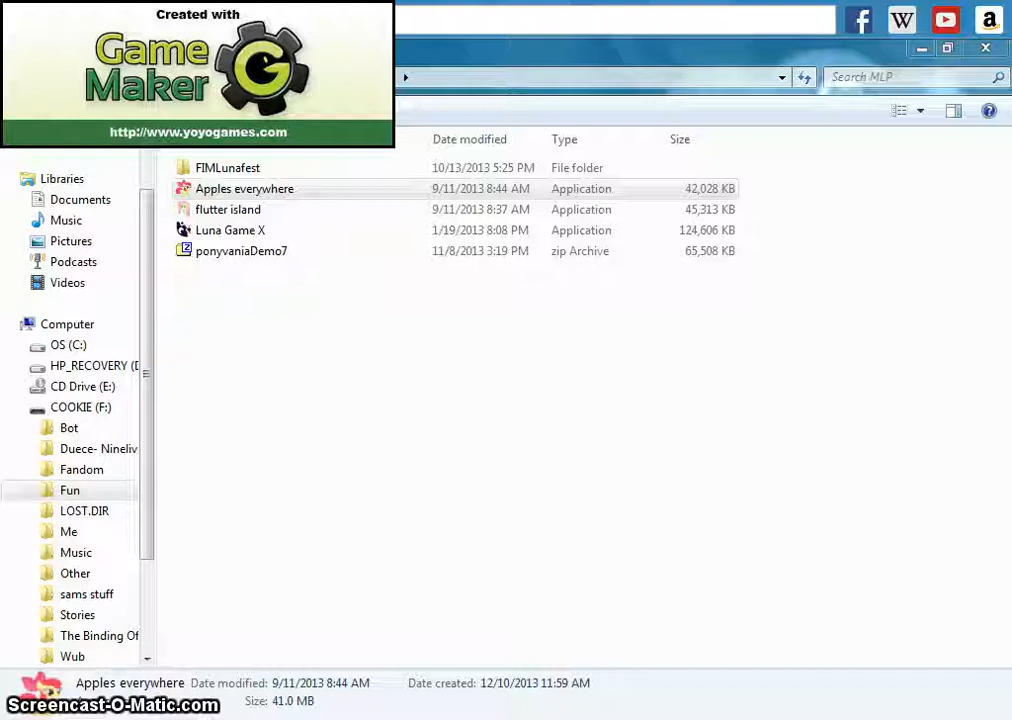 Created with
Game
Maker
http://www.yoyogames.com
Search MLP
Date modified Type Size
FIMLunafest 10/13/2013 5:25 PM File folder
Apples everywhere 9/11/2013 8:44 AM Application 42,028 KB
flutter island 9/11/2013 8:37 AM Application 45,313 KB
Luna Game X 1/19/2013 8:08 PM Application 124,606 KB
ponyvaniaDemo7 11/8/2013 3:19 PM zip Archive 65,508 KB
Libraries
Documents
Music
Pictures
Podcasts
Videos
Computer
OS (C:)
HP_RECOVERY (D
CD Drive (E:)
COOKIE (F:)
Bot
Duece- Nineliv
Fandom
Fun
LOST.DIR
Me
Music
Other
sams stuff
Stories
The Binding Of
Wub
Apples everywhere Date modified: 9/11/2013 8:44 AM Date created: 12/10/2013 11:59 AM
Size: 41.0 MB
Screencast-O-Matic.com